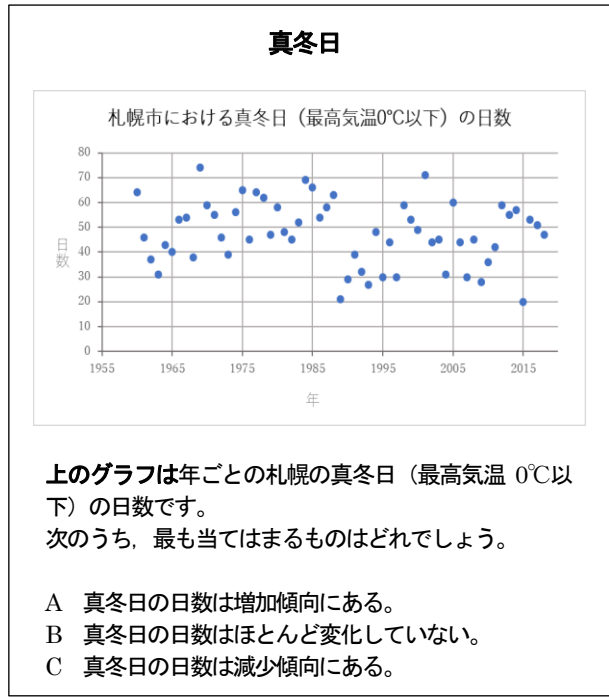 真冬日
札幌市における真冬日（最高気温0℃以下）の日数
80
70
60
50
40
30
20
10
0
日数
1955
1965
1975
1985
1995
2005
2015
年
上のグラフは年ごとの札幌の真冬日（最高気温 0℃以
下）の日数です。
次のうち，最も当てはまるものはどれでしょう。
A　真冬日の日数は増加傾向にある。
B　真冬日の日数はほとんど変化していない。
C　真冬日の日数は減少傾向にある。